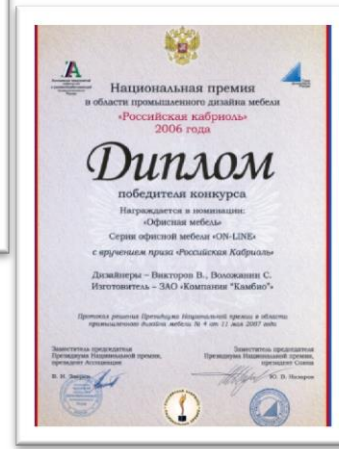 Национальная премия
в области промышленного дизайна мебели
«Российская кабриоль»
2006 года
Диплом
победителя конкурса
Награждается в номинации:
«Офисная мебель»
Серия офисной мебели «ON-LINE»
с вручением приза «Российская Кабриоль»
Дизайнеры – Викторов В., Воложанин С.
Изготовитель – ЗАО «Компания "Камбио"»
Протокол решения Президиума Национальной премии в области
промышленного дизайна мебели № 4 от 11 мая 2007 года
Заместитель председателя
Президиума Национальной премии,
президент Ассоциации
Заместитель председателя
Президиума Национальной премии,
президент Союза
Ю. В. Назаров